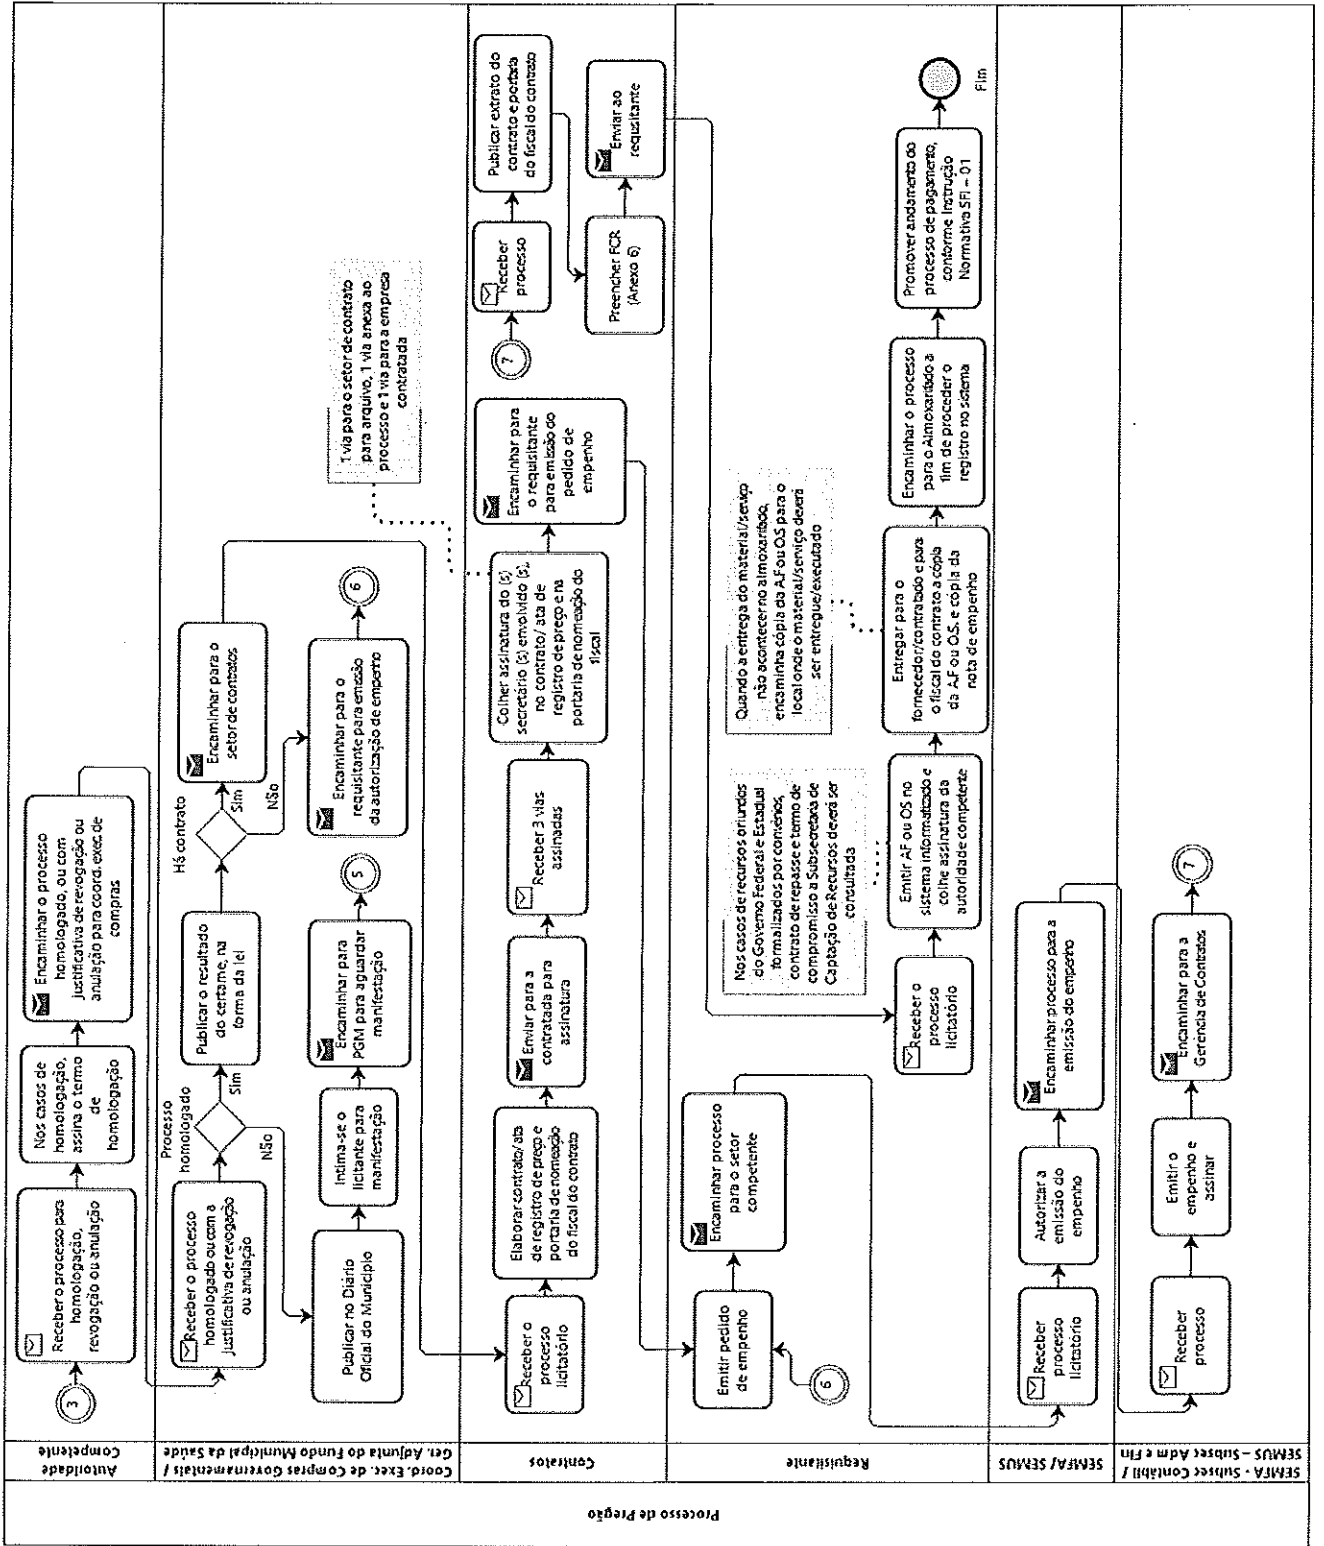 Processo de Pregão
Autoridade
Competente
3
Receber o processo para
homologação,
revogação ou anulação
Nos casos de
homologação,
assina o termo
de
homologação
Encaminhar o processo
homologado, ou com
justificativa de revogação ou
anulação para coord. exec. de
compras
Coord. Exec. de Compras Governamentais /
Ger. Adjunta do Fundo Municipal da Saúde
Receber o processo
homologado ou com a
justificativa de revogação
ou anulação
Processo
homologado
Sim
Não
Publicar o resultado
do certame, na
forma da lei
Há contrato
Sim
Não
Encaminhar para o
setor de contratos
Publicar no Diário
Oficial do Município
Intima-se o
licitante para
manifestação
Encaminhar para
PGM para aguardar
manifestação
5
Encaminhar para o
requisitante para emissão
da autorização de empenho
6
1 via para o setor de contrato
para arquivo, 1 via anexa ao
processo e 1 via para a empresa
contratada
Contratos
Receber o
processo
licitatório
Elaborar contrato/ ata
de registro de preço e
portaria de nomeação
do fiscal do contrato
Enviar para a
contratada para
assinatura
Receber 3 vias
assinadas
Colher assinatura do (s)
secretário (s) envolvido (s),
no contrato/ ata de
registro de preço e na
portaria de nomeação do
fiscal
Encaminhar para
o requisitante
para emissão do
pedido de
empenho
7
Receber
processo
Publicar extrato do
contrato e portaria
do fiscal do contrato
Preencher FCR
(Anexo 6)
Enviar ao
requsitante
Requisitante
Emitir pedido
de empenho
6
Encaminhar processo
para o setor
competente
Receber o
processo
licitatório
Nos casos de recursos oriundos
do Governo Federal e Estadual
formalizados por convênios,
contrato de repasse e termo de
compromisso a Subsecretaria de
Captação de Recursos deverá ser
consultada
Emitir AF ou OS no
sistema informatizado e
colhe assinatura da
autoridade competente
Quando a entrega do material/serviço
não acontecer no almoxarifado,
encaminha cópia da A.F ou O.S para o
local onde o material/serviço deverá
ser entregue/executado
Entregar para o
fornecedor/contratado e para
o fiscal do contrato a cópia
da A.F ou O.S. e cópia da
nota de empenho
Encaminhar o processo
para o Almoxarifado a
fim de proceder o
registro no sistema
Promover andamento do
processo de pagamento,
conforme Instrução
Normativa SFI – 01
Fim
SEMFA/ SEMUS
Receber
processo
licitatório
Autorizar a
emissão do
empenho
Encaminhar processo para a
emissão do empenho
SEMFA - Subsec Contábil /
SEMUS – Subsec Adm e Fin
Receber
processo
Emitir o
empenho e
assinar
Encaminhar para a
Gerência de Contratos
7